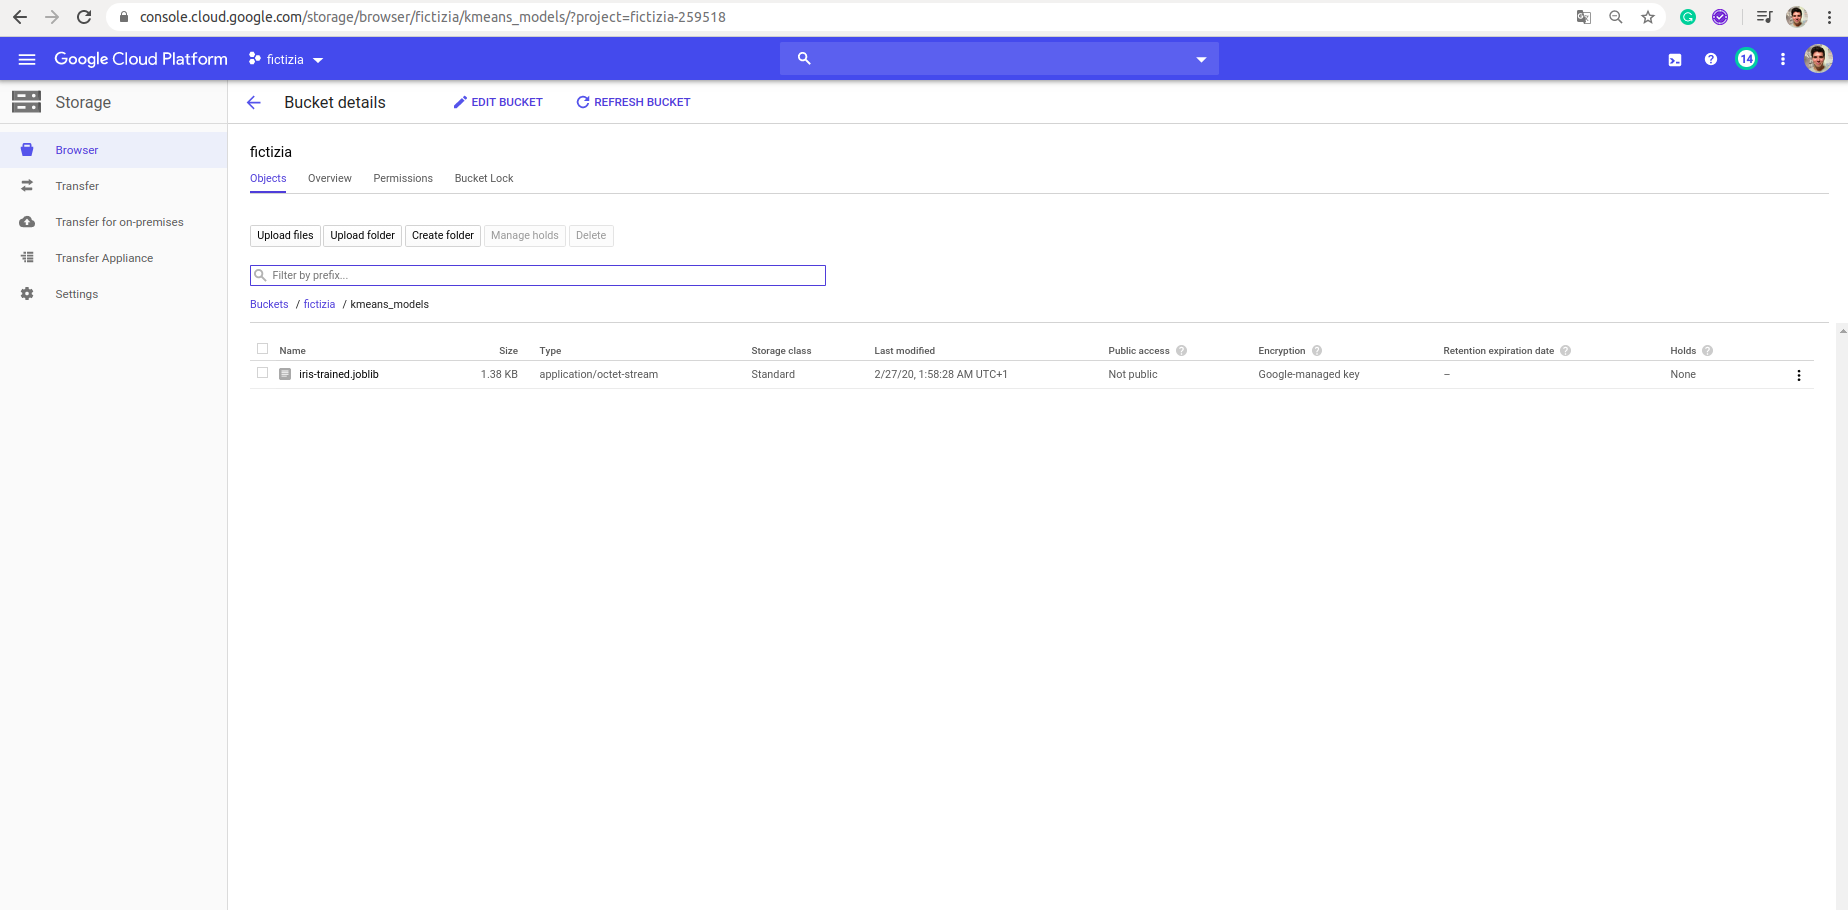 console.cloud.google.com/storage/browser/fictizia/kmeans_models/?project=fictizia-259518
Google Cloud Platform fictizia 14
Storage Bucket details EDIT BUCKET REFRESH BUCKET
Browser
Transfer
Transfer for on-premises
Transfer Appliance
Settings
fictizia
Objects Overview Permissions Bucket Lock
Upload files Upload folder Create folder Manage holds Delete
Filter by prefix...
Buckets / fictizia / kmeans_models
Name Size Type Storage class Last modified Public access Encryption Retention expiration date Holds
iris-trained.joblib 1.38 KB application/octet-stream Standard 2/27/20, 1:58:28 AM UTC+1 Not public Google-managed key – None